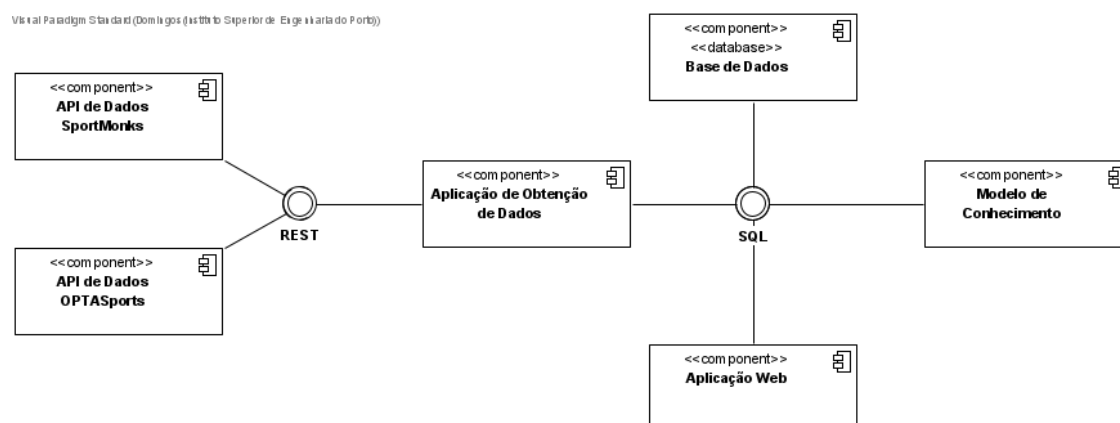 Visual Paradigm Standard (Domingos (Instituto Superior de Engenharia do Porto))
<<component>>
<<database>>
Base de Dados
<<component>>
API de Dados
SportMonks
<<component>>
Aplicação de Obtenção
de Dados
<<component>>
Modelo de
Conhecimento
REST
SQL
<<component>>
API de Dados
OPTASports
<<component>>
Aplicação Web